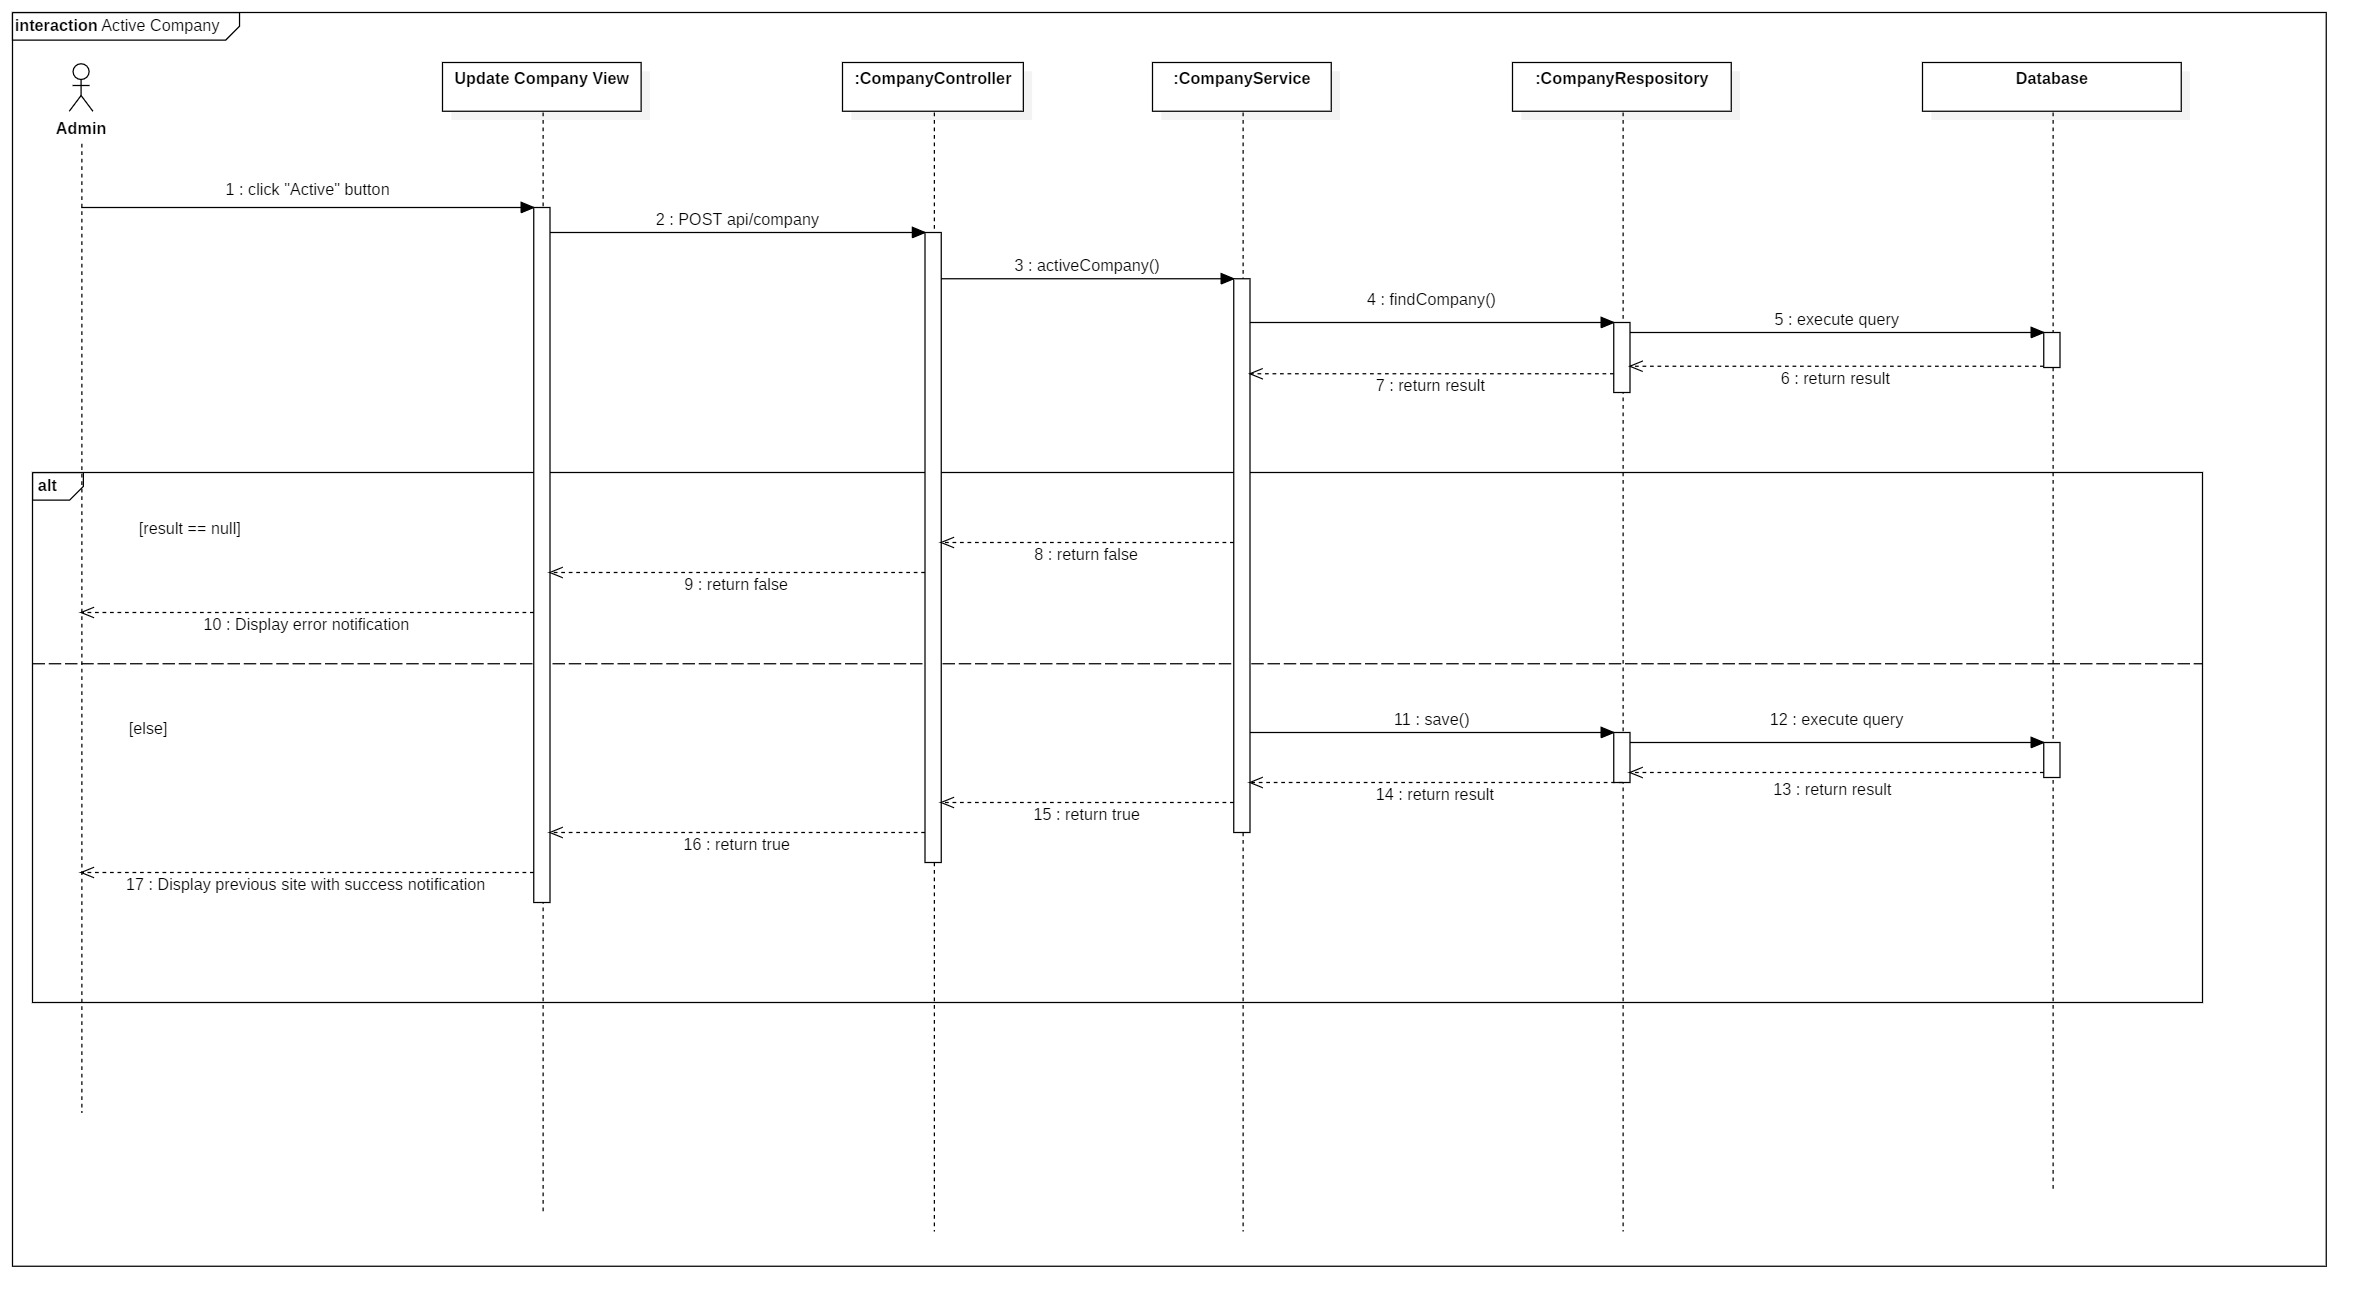 interaction Active Company
Admin
Update Company View
:CompanyController
:CompanyService
:CompanyRespository
Database
1 : click "Active" button
2 : POST api/company
3 : activeCompany()
4 : findCompany()
5 : execute query
6 : return result
7 : return result
alt
[result == null]
8 : return false
9 : return false
10 : Display error notification
[else]
11 : save()
12 : execute query
13 : return result
14 : return result
15 : return true
16 : return true
17 : Display previous site with success notification